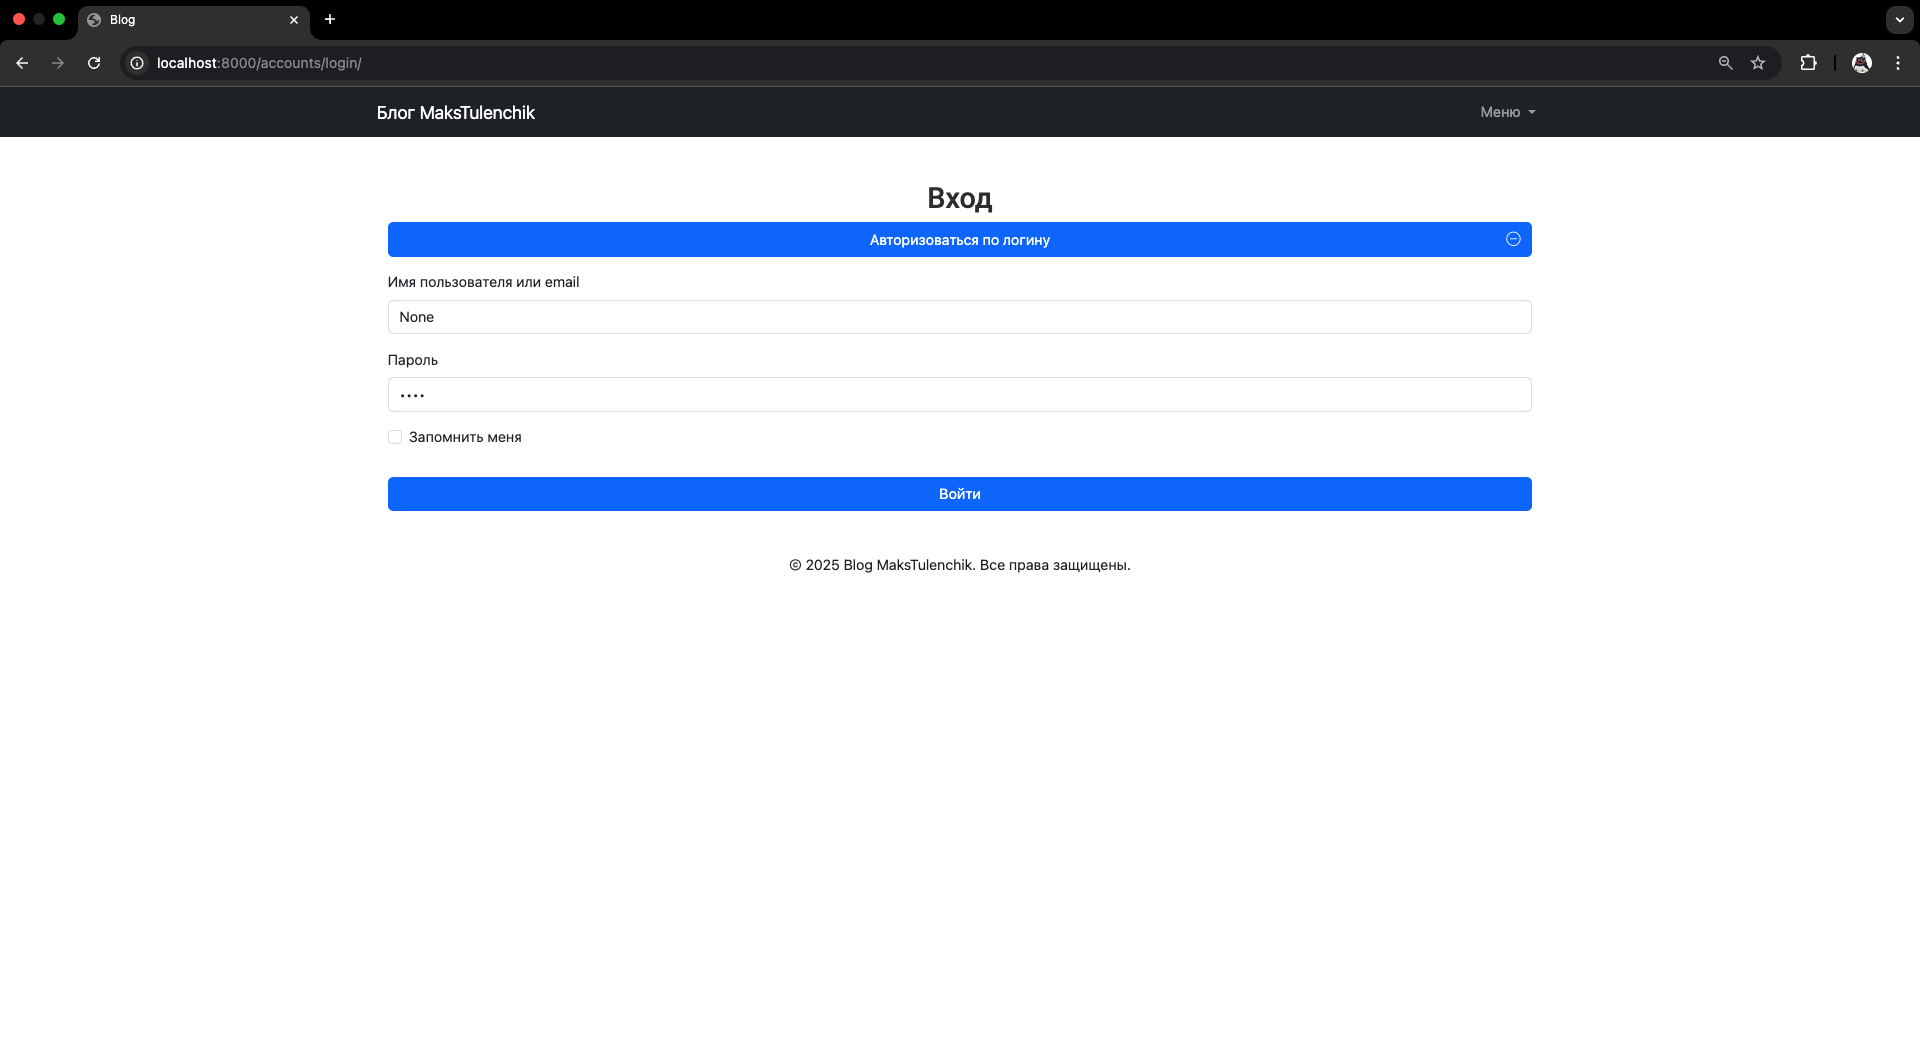 Blog
localhost:8000/accounts/login/
Блог MaksTulenchik
Меню
Вход
Авторизоваться по логину
Имя пользователя или email
None
Пароль
••••
Запомнить меня
Войти
© 2025 Blog MaksTulenchik. Все права защищены.